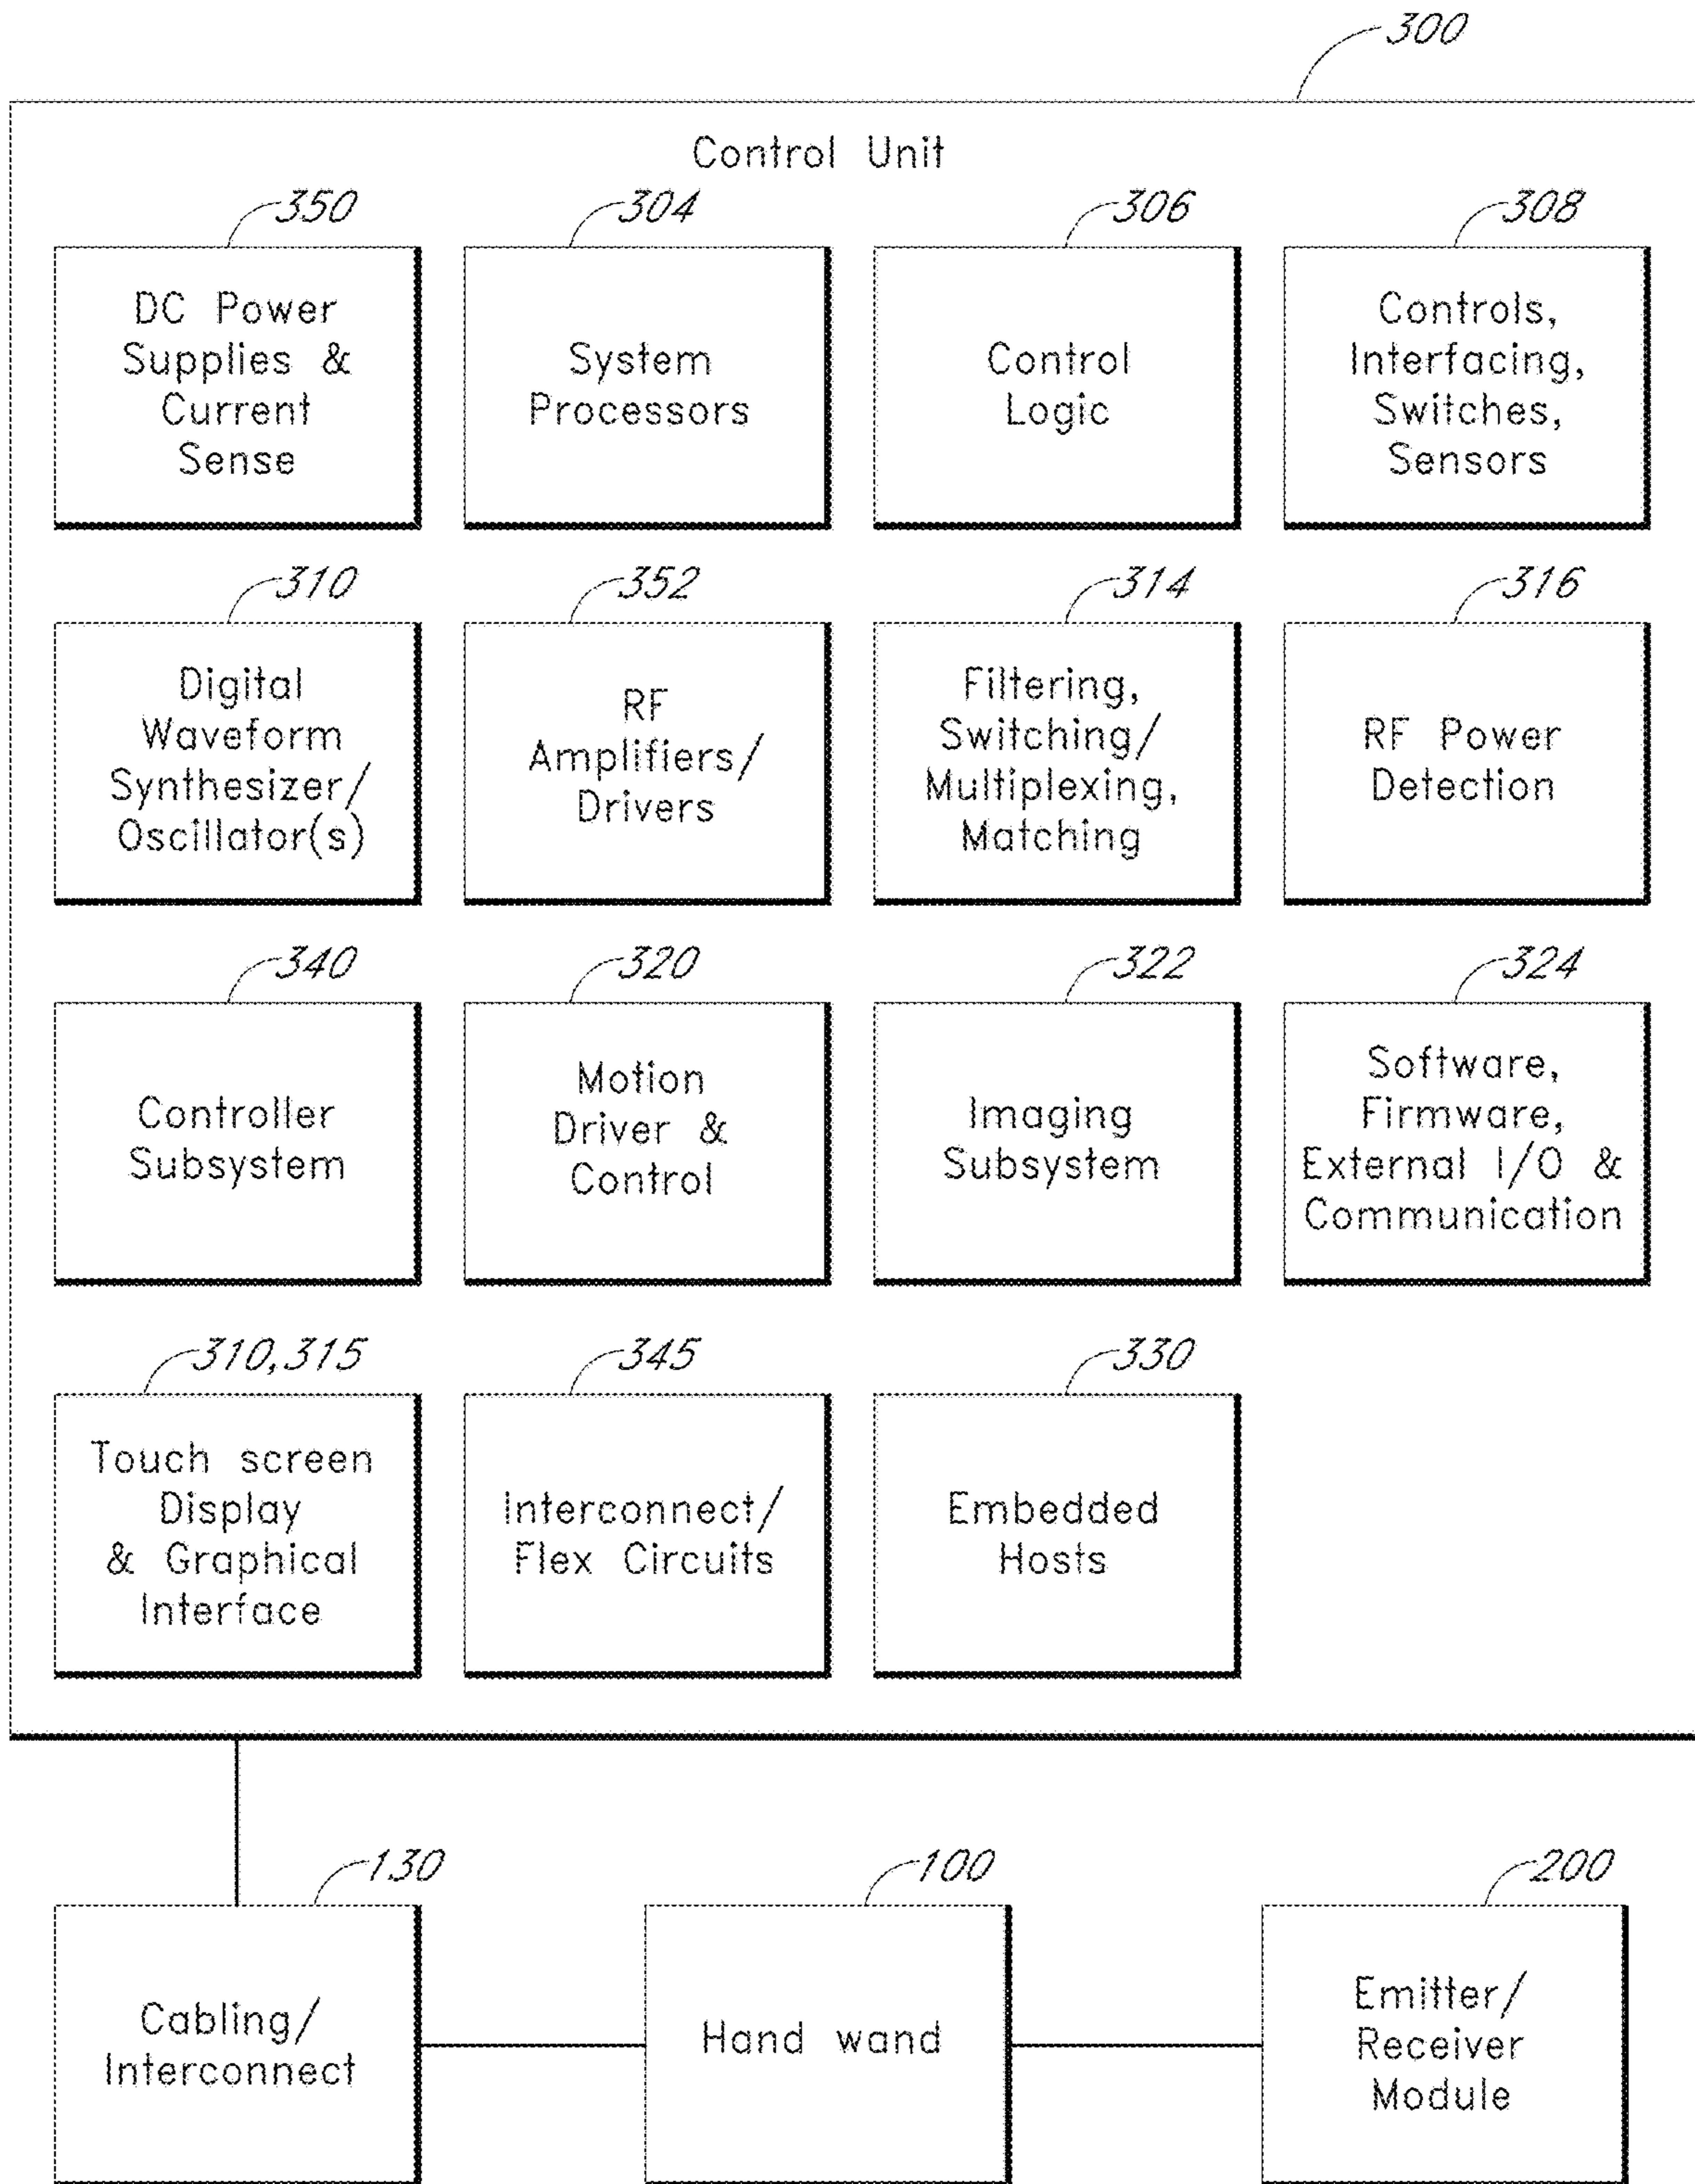 300
Control Unit
350
DC Power
Supplies &
Current
Sense
304
System
Processors
306
Control
Logic
308
Controls,
Interfacing,
Switches,
Sensors
310
Digital
Waveform
Synthesizer/
Oscillator(s)
352
RF
Amplifiers/
Drivers
314
Filtering,
Switching/
Multiplexing,
Matching
316
RF Power
Detection
340
Controller
Subsystem
320
Motion
Driver &
Control
322
Imaging
Subsystem
324
Software,
Firmware,
External I/O &
Communication
310,315
Touch screen
Display
& Graphical
Interface
345
Interconnect/
Flex Circuits
330
Embedded
Hosts
130
Cabling/
Interconnect
100
Hand wand
200
Emitter/
Receiver
Module